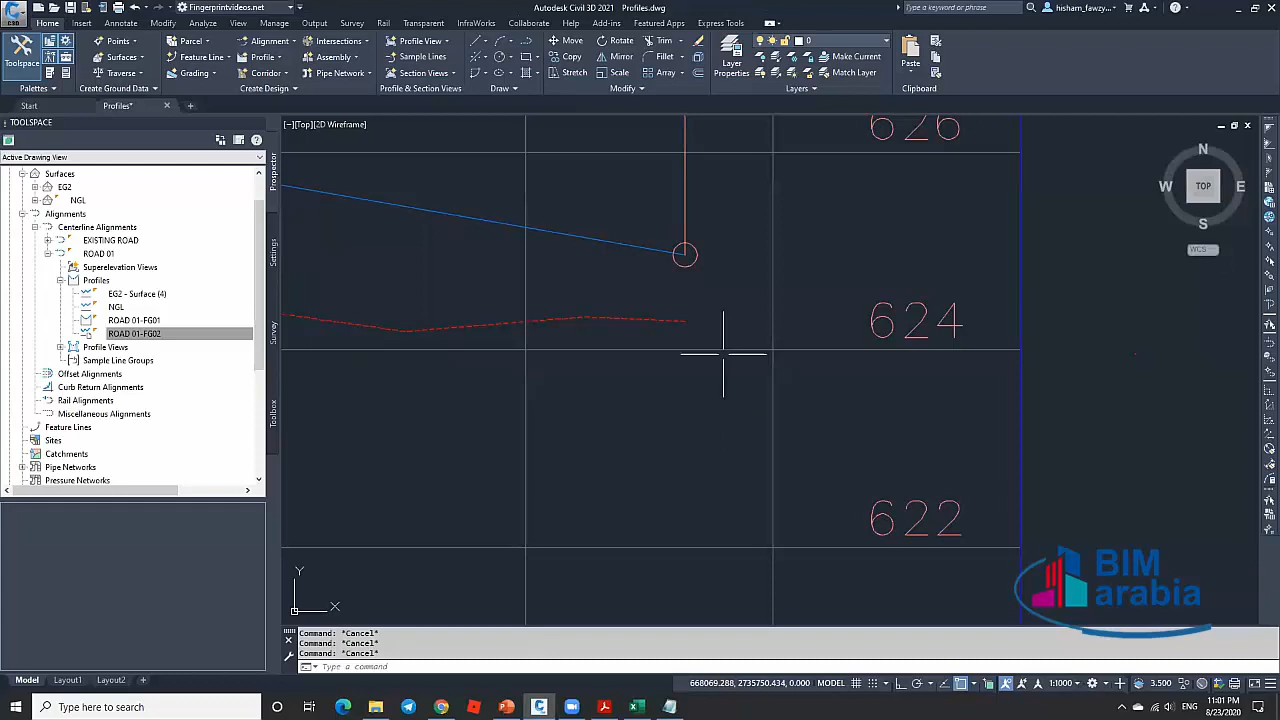 Fingerprintvideos.net
Autodesk Civil 3D 2021 Profiles.dwg
Type a keyword or phrase
hisham_fawzy...
Home Insert Annotate Modify Analyze View Manage Output Survey Rail Transparent InfraWorks Collaborate Help Add-ins Featured Apps Express Tools
Toolspace
Points
Surfaces
Traverse
Parcel
Feature Line
Grading
Alignment
Profile
Corridor
Intersections
Assembly
Pipe Network
Profile View
Sample Lines
Section Views
Move Rotate Trim
Copy Mirror Fillet
Stretch Scale Array
Layer
Properties
0
Make Current
Match Layer
Paste
Palettes Create Ground Data Create Design Profile & Section Views Draw Modify Layers Clipboard
Start Profiles*
TOOLSPACE
Active Drawing View
Surfaces
EG2
NGL
Alignments
Centerline Alignments
EXISTING ROAD
ROAD 01
Superelevation Views
Profiles
EG2 - Surface (4)
NGL
ROAD 01-FG01
ROAD 01-FG02
Profile Views
Sample Line Groups
Offset Alignments
Curb Return Alignments
Rail Alignments
Miscellaneous Alignments
Feature Lines
Sites
Catchments
Pipe Networks
Pressure Networks
Prospector
Settings
Survey
Toolbox
[−][Top][2D Wireframe]
626
624
622
N
W TOP E
S
WCS
Y
X
BIM
arabia
Command: *Cancel*
Command: *Cancel*
Command: *Cancel*
Type a command
Model Layout1 Layout2
668069.288, 2735750.434, 0.000 MODEL
1:1000
3.500
Type here to search
11:01 PM
8/23/2020